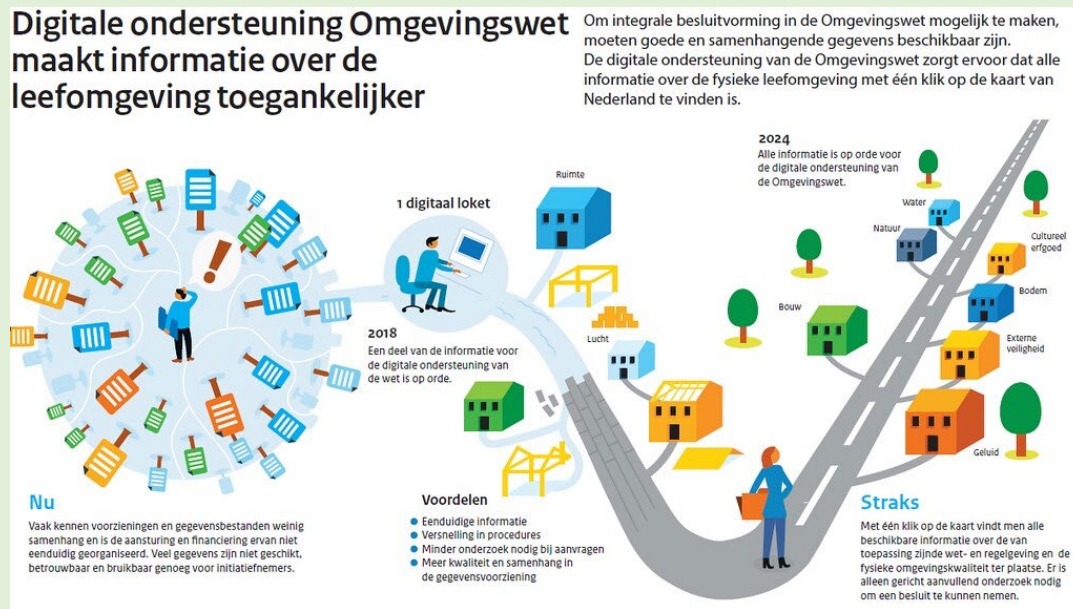 Digitale ondersteuning Omgevingswet
maakt informatie over de
leefomgeving toegankelijker
Om integrale besluitvorming in de Omgevingswet mogelijk te maken,
moeten goede en samenhangende gegevens beschikbaar zijn.
De digitale ondersteuning van de Omgevingswet zorgt ervoor dat alle
informatie over de fysieke leefomgeving met één klik op de kaart van
Nederland te vinden is.
1 digitaal loket
2018
Een deel van de informatie voor
de digitale ondersteuning van
de wet is op orde.
Ruimte
Lucht
2024
Alle informatie is op orde voor
de digitale ondersteuning van
de Omgevingswet.
Water
Natuur
Cultureel
erfgoed
Bodem
Bouw
Externe
veiligheid
Geluid
Nu
Vaak kennen voorzieningen en gegevensbestanden weinig
samenhang en is de aansturing en financiering ervan niet
eenduidig georganiseerd. Veel gegevens zijn niet geschikt,
betrouwbaar en bruikbaar genoeg voor initiatiefnemers.
Voordelen
● Eenduidige informatie
● Versnelling in procedures
● Minder onderzoek nodig bij aanvragen
● Meer kwaliteit en samenhang in
de gegevensvoorziening
Straks
Met één klik op de kaart vindt men alle
beschikbare informatie over de van
toepassing zijnde wet- en regelgeving en de
fysieke omgevingskwaliteit ter plaatse. Er is
alleen gericht aanvullend onderzoek nodig
om een besluit te kunnen nemen.